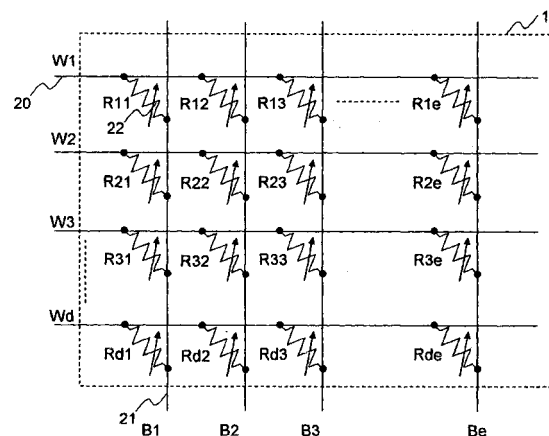 1
W1
20
R11 R12 R13 R1e
22
W2
R21 R22 R23 R2e
W3
R31 R32 R33 R3e
Wd
Rd1 Rd2 Rd3 Rde
21
B1 B2 B3 Be